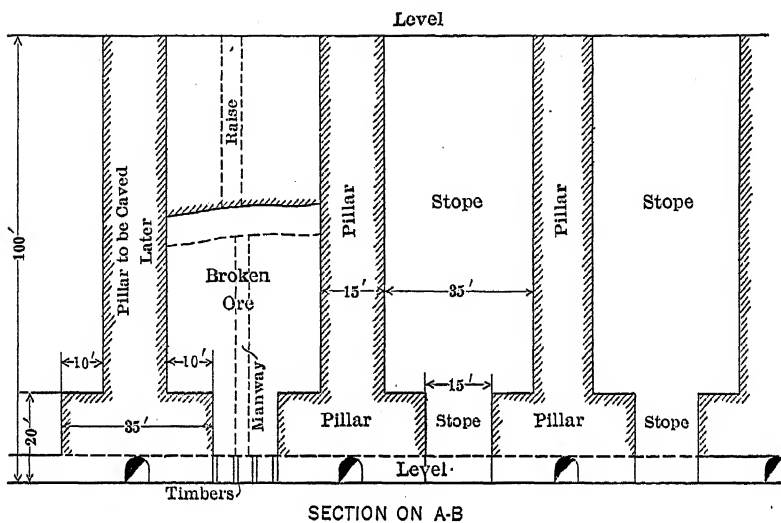 Level
100′
Pillar to be Caved
Later
Raise
Broken
Ore
Manway
Pillar
15′
Stope
35′
Pillar
Stope
10′
10′
20′
35′
Pillar
15′
Stope
Pillar
Stope
Level
Timbers
SECTION ON A-B